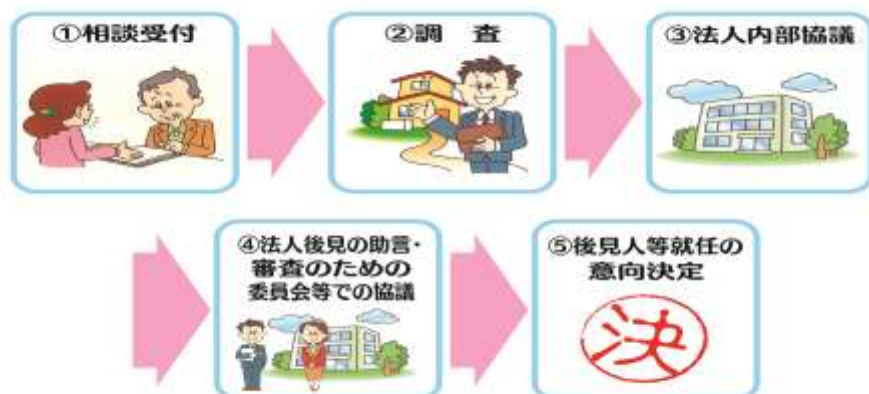 ①相談受付
②調　査
③法人内部協議
④法人後見の助言・
審査のための
委員会等での協議
⑤後見人等就任の
意向決定
決